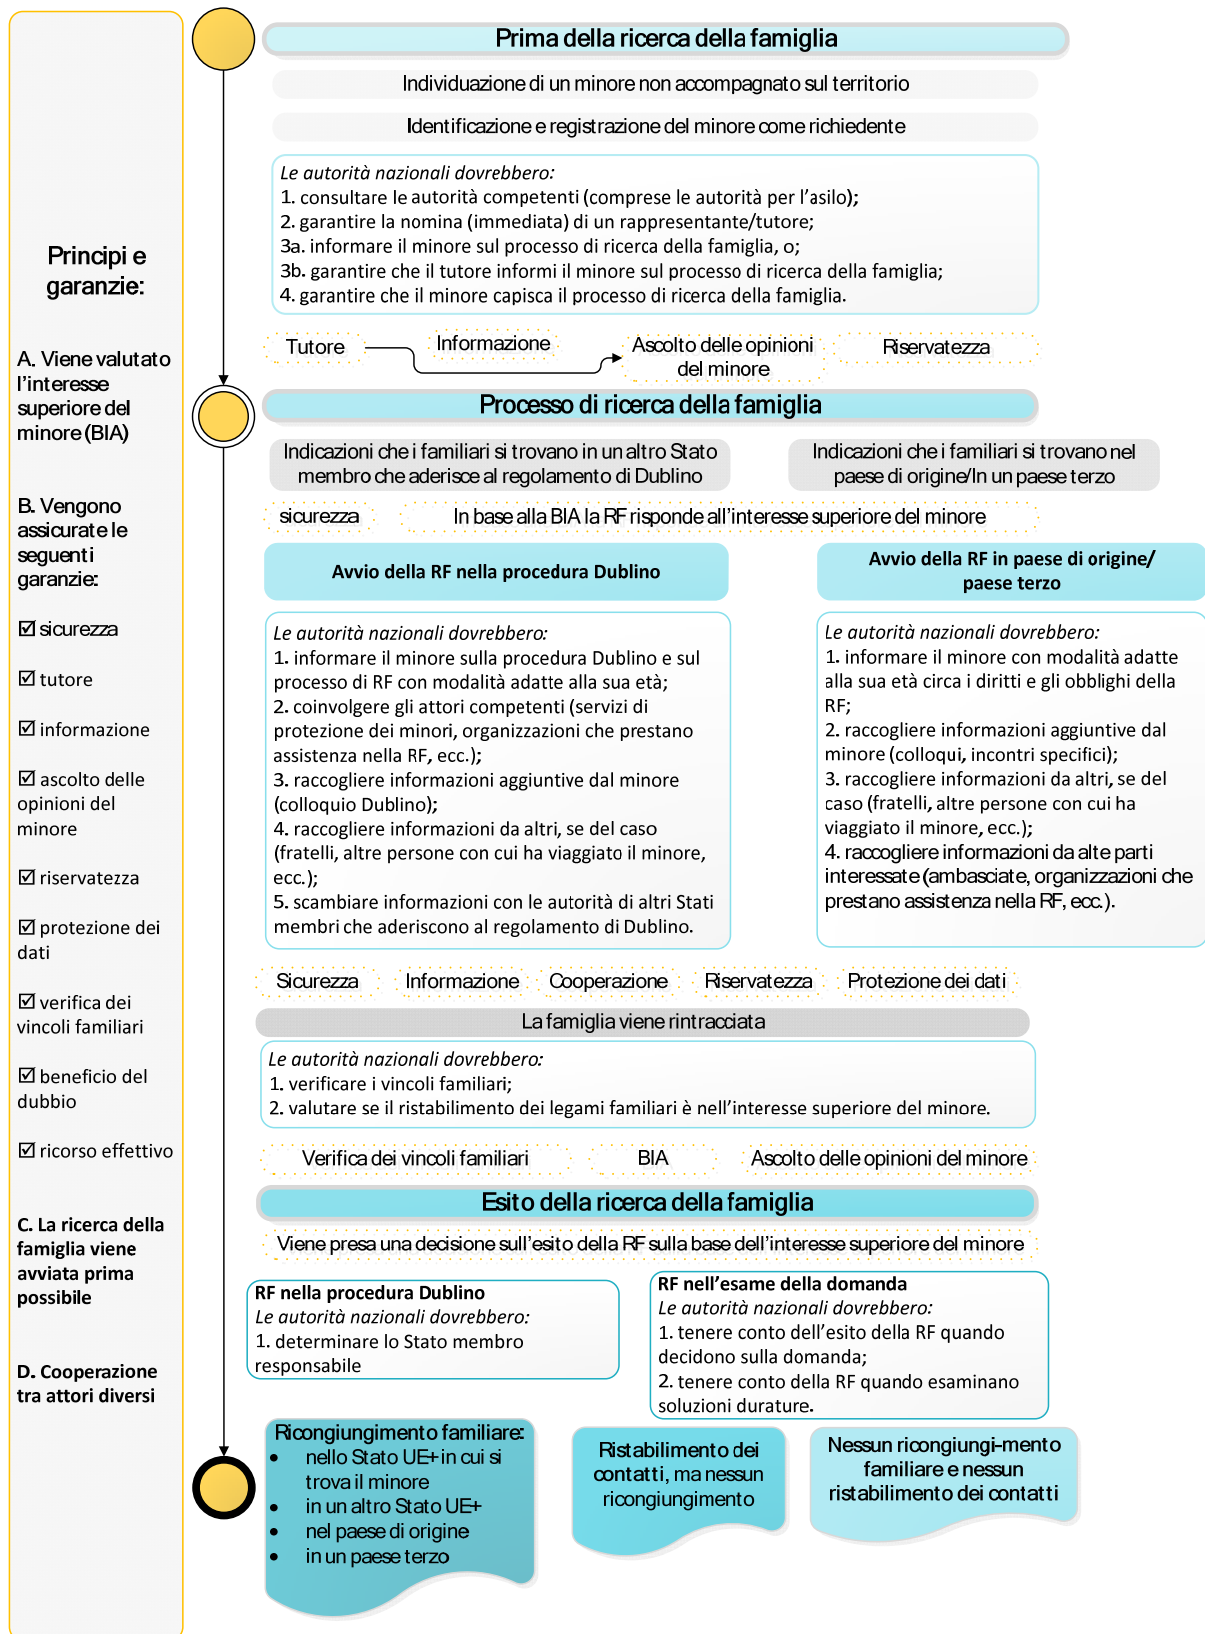 Principi e
garanzie:
A. Viene valutato
l'interesse
superiore del
minore (BIA)
B. Vengono
assicurate le
seguenti
garanzie:
☑ sicurezza
☑ tutore
☑ informazione
☑ ascolto delle
opinioni del
minore
☑ riservatezza
☑ protezione dei
dati
☑ verifica dei
vincoli familiari
☑ beneficio del
dubbio
☑ ricorso effettivo
C. La ricerca della
famiglia viene
avviata prima
possibile
D. Cooperazione
tra attori diversi
Prima della ricerca della famiglia
Individuazione di un minore non accompagnato sul territorio
Identificazione e registrazione del minore come richiedente
Le autorità nazionali dovrebbero:
1. consultare le autorità competenti (comprese le autorità per l'asilo);
2. garantire la nomina (immediata) di un rappresentante/tutore;
3a. informare il minore sul processo di ricerca della famiglia, o;
3b. garantire che il tutore informi il minore sul processo di ricerca della famiglia;
4. garantire che il minore capisca il processo di ricerca della famiglia.
Tutore
Informazione
Ascolto delle opinioni
del minore
Riservatezza
Processo di ricerca della famiglia
Indicazioni che i familiari si trovano in un altro Stato
membro che aderisce al regolamento di Dublino
Indicazioni che i familiari si trovano nel
paese di origine/In un paese terzo
sicurezza
In base alla BIA la RF risponde all'interesse superiore del minore
Avvio della RF nella procedura Dublino
Le autorità nazionali dovrebbero:
1. informare il minore sulla procedura Dublino e sul
processo di RF con modalità adatte alla sua età;
2. coinvolgere gli attori competenti (servizi di
protezione dei minori, organizzazioni che prestano
assistenza nella RF, ecc.);
3. raccogliere informazioni aggiuntive dal minore
(colloquio Dublino);
4. raccogliere informazioni da altri, se del caso
(fratelli, altre persone con cui ha viaggiato il minore,
ecc.);
5. scambiare informazioni con le autorità di altri Stati
membri che aderiscono al regolamento di Dublino.
Avvio della RF in paese di origine/
paese terzo
Le autorità nazionali dovrebbero:
1. informare il minore con modalità adatte
alla sua età circa i diritti e gli obblighi della
RF;
2. raccogliere informazioni aggiuntive dal
minore (colloqui, incontri specifici);
3. raccogliere informazioni da altri, se del
caso (fratelli, altre persone con cui ha
viaggiato il minore, ecc.);
4. raccogliere informazioni da alte parti
interessate (ambasciate, organizzazioni che
prestano assistenza nella RF, ecc.).
Sicurezza
Informazione
Cooperazione
Riservatezza
Protezione dei dati
La famiglia viene rintracciata
Le autorità nazionali dovrebbero:
1. verificare i vincoli familiari;
2. valutare se il ristabilimento dei legami familiari è nell'interesse superiore del minore.
Verifica dei vincoli familiari
BIA
Ascolto delle opinioni del minore
Esito della ricerca della famiglia
Viene presa una decisione sull'esito della RF sulla base dell'interesse superiore del minore
RF nella procedura Dublino
Le autorità nazionali dovrebbero:
1. determinare lo Stato membro
responsabile
RF nell'esame della domanda
Le autorità nazionali dovrebbero:
1. tenere conto dell'esito della RF quando
decidono sulla domanda;
2. tenere conto della RF quando esaminano
soluzioni durature.
Ricongiungimento familiare:
• nello Stato UE+ in cui si
trova il minore
• in un altro Stato UE+
• nel paese di origine
• in un paese terzo
Ristabilimento dei
contatti, ma nessun
ricongiungimento
Nessun ricongiungi-mento
familiare e nessun
ristabilimento dei contatti